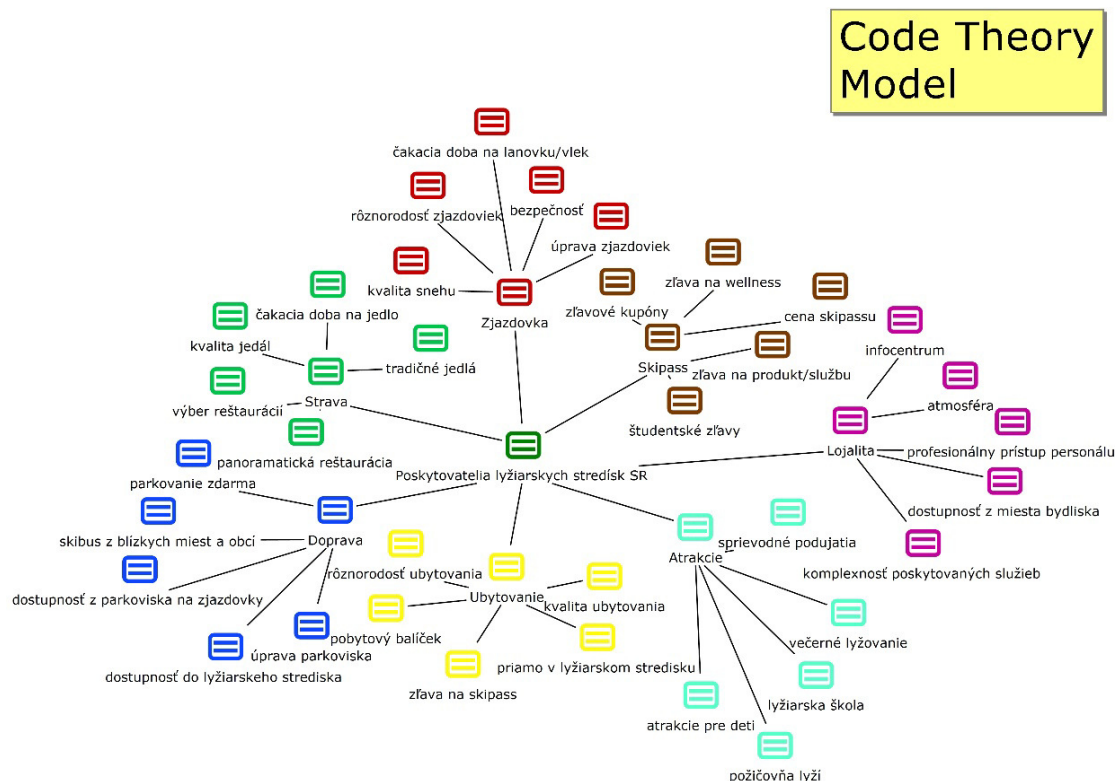 Code Theory
Model
čakacia doba na lanovku/vlek
rôznorodosť zjazdoviek
bezpečnosť
úprava zjazdoviek
kvalita snehu
Zjazdovka
zľava na wellness
zľavové kupóny
cena skipassu
Skipass
zľava na produkt/službu
študentské zľavy
čakacia doba na jedlo
kvalita jedál
tradičné jedlá
Strava
výber reštaurácií
panoramatická reštaurácia
infocentrum
atmosféra
Lojalita
profesionálny prístup personálu
dostupnosť z miesta bydliska
komplexnosť poskytovaných služieb
Poskytovatelia lyžiarskych stredísk SR
parkovanie zdarma
skibus z blízkych miest a obcí
Doprava
dostupnosť z parkoviska na zjazdovky
úprava parkoviska
dostupnosť do lyžiarskeho strediska
rôznorodosť ubytovania
Ubytovanie
kvalita ubytovania
pobytový balíček
priamo v lyžiarskom stredisku
zľava na skipass
sprievodné podujatia
Atrakcie
večerné lyžovanie
lyžiarska škola
atrakcie pre deti
požičovňa lyží